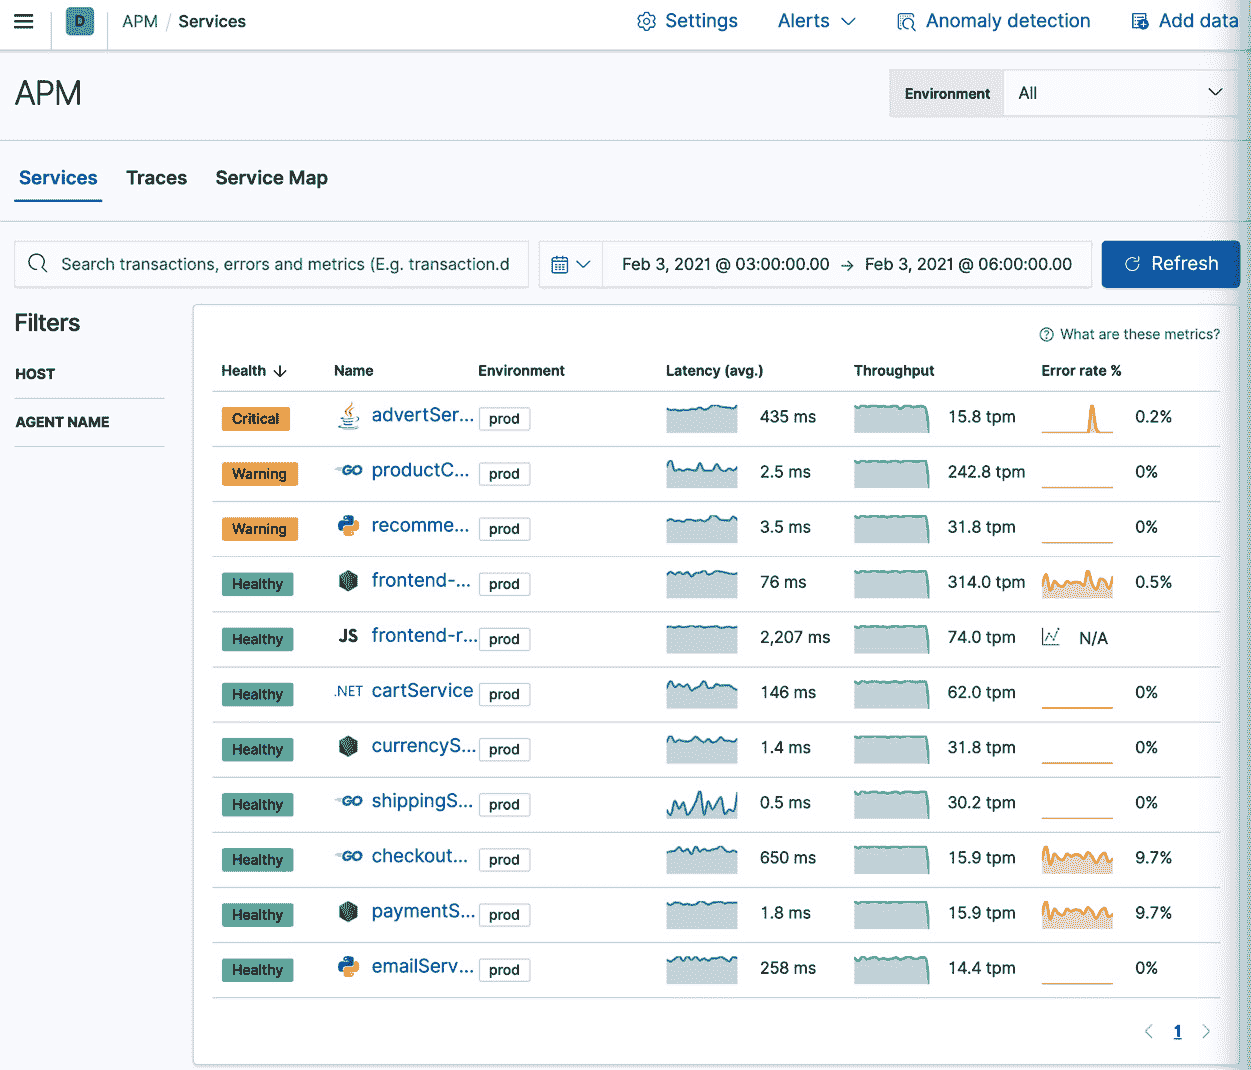 D APM / Services Settings Alerts Anomaly detection Add data
APM
Environment All
Services Traces Service Map
Search transactions, errors and metrics (E.g. transaction.d
Feb 3, 2021 @ 03:00:00.00 → Feb 3, 2021 @ 06:00:00.00
Refresh
Filters
HOST
AGENT NAME
What are these metrics?
Health ↓ Name Environment Latency (avg.) Throughput Error rate %
Critical advertSer... prod 435 ms 15.8 tpm 0.2%
Warning GO productC... prod 2.5 ms 242.8 tpm 0%
Warning recomme... prod 3.5 ms 31.8 tpm 0%
Healthy frontend-... prod 76 ms 314.0 tpm 0.5%
Healthy JS frontend-r... prod 2,207 ms 74.0 tpm N/A
Healthy .NET cartService prod 146 ms 62.0 tpm 0%
Healthy currencyS... prod 1.4 ms 31.8 tpm 0%
Healthy GO shippingS... prod 0.5 ms 30.2 tpm 0%
Healthy GO checkout... prod 650 ms 15.9 tpm 9.7%
Healthy paymentS... prod 1.8 ms 15.9 tpm 9.7%
Healthy emailServ... prod 258 ms 14.4 tpm 0%
< 1 >